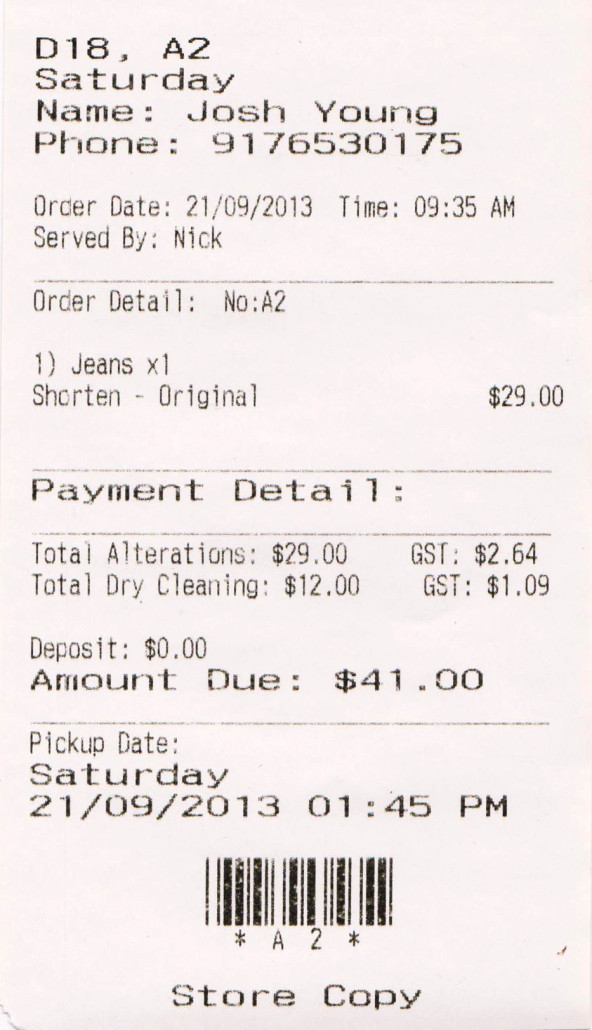 D18, A2
Saturday
Name: Josh Young
Phone: 9176530175
Order Date: 21/09/2013 Time: 09:35 AM
Served By: Nick
Order Detail: No:A2
1) Jeans x1
Shorten - Original $29.00
Payment Detail:
Total Alterations: $29.00 GST: $2.64
Total Dry Cleaning: $12.00 GST: $1.09
Deposit: $0.00
Amount Due: $41.00
Pickup Date:
Saturday
21/09/2013 01:45 PM
* A 2 *
Store Copy